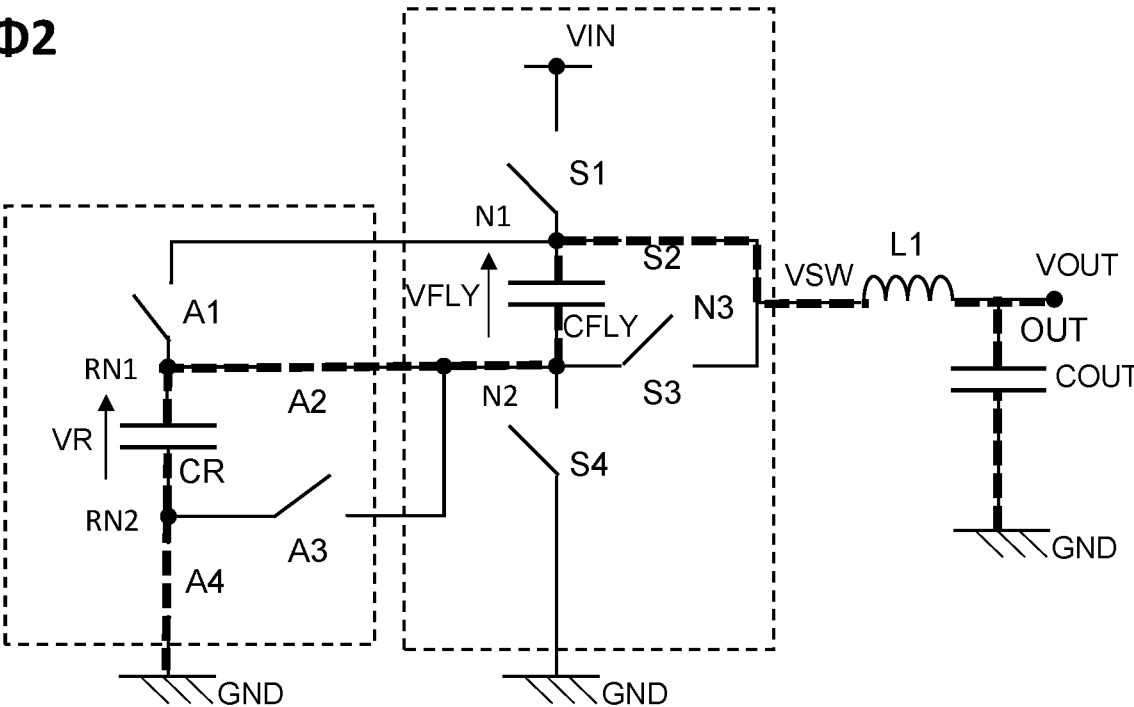 Φ2
VIN
S1
N1
S2
L1
VOUT
VSW
VFLY
N3
A1
CFLY
OUT
RN1
COUT
A2
N2
S3
VR
CR
S4
RN2
A3
GND
A4
GND
GND